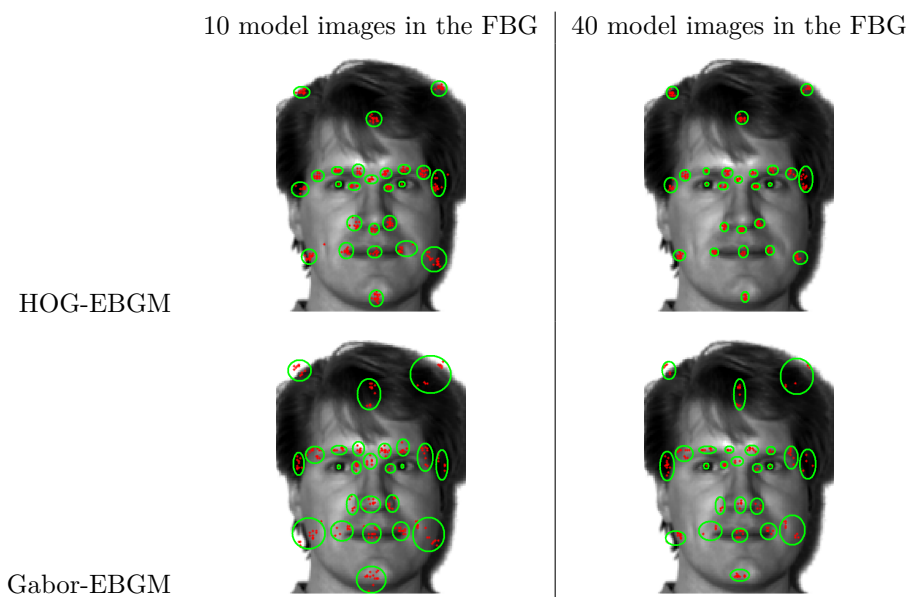 10 model images in the FBG
40 model images in the FBG
HOG-EBGM
Gabor-EBGM